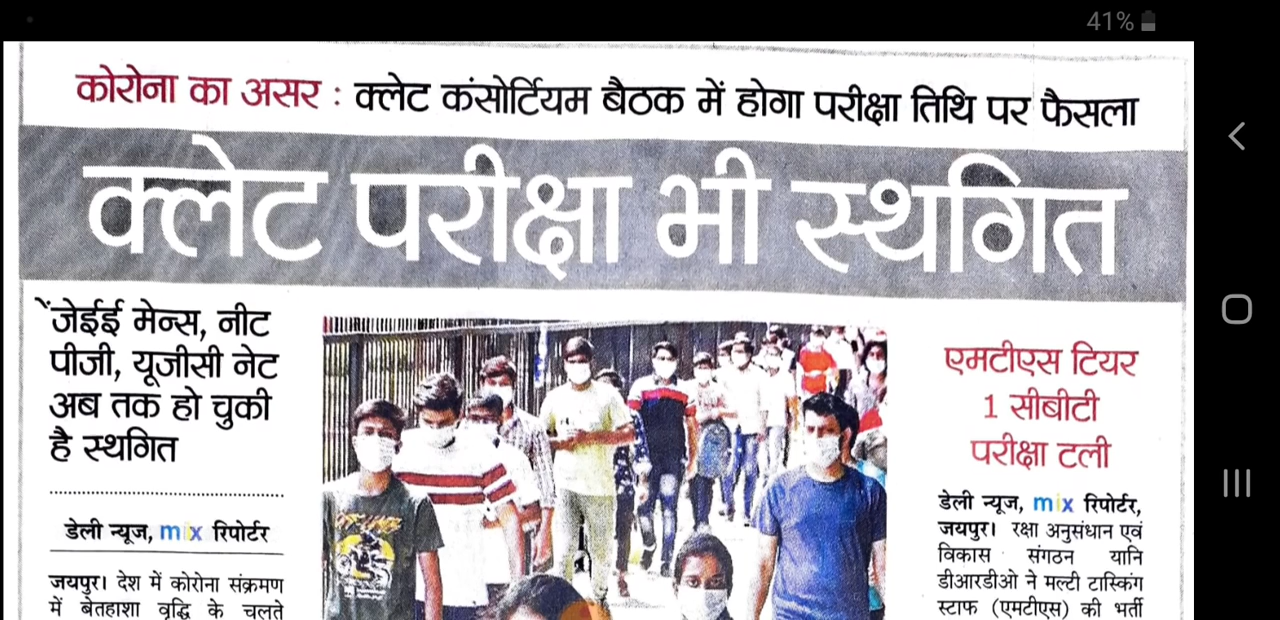 41%
कोरोना का असर : क्लेट कंसोर्टियम बैठक में होगा परीक्षा तिथि पर फैसला
क्लेट परीक्षा भी स्थगित
जेईई मेन्स, नीट
पीजी, यूजीसी नेट
अब तक हो चुकी
है स्थगित
डेली न्यूज, mix रिपोर्टर
जयपुर। देश में कोरोना संक्रमण
में बेतहाशा वृद्धि के चलते
एमटीएस टियर
1 सीबीटी
परीक्षा टली
डेली न्यूज, mix रिपोर्टर,
जयपुर। रक्षा अनुसंधान एवं
विकास संगठन यानि
डीआरडीओ ने मल्टी टास्किंग
स्टाफ (एमटीएस) की भर्ती